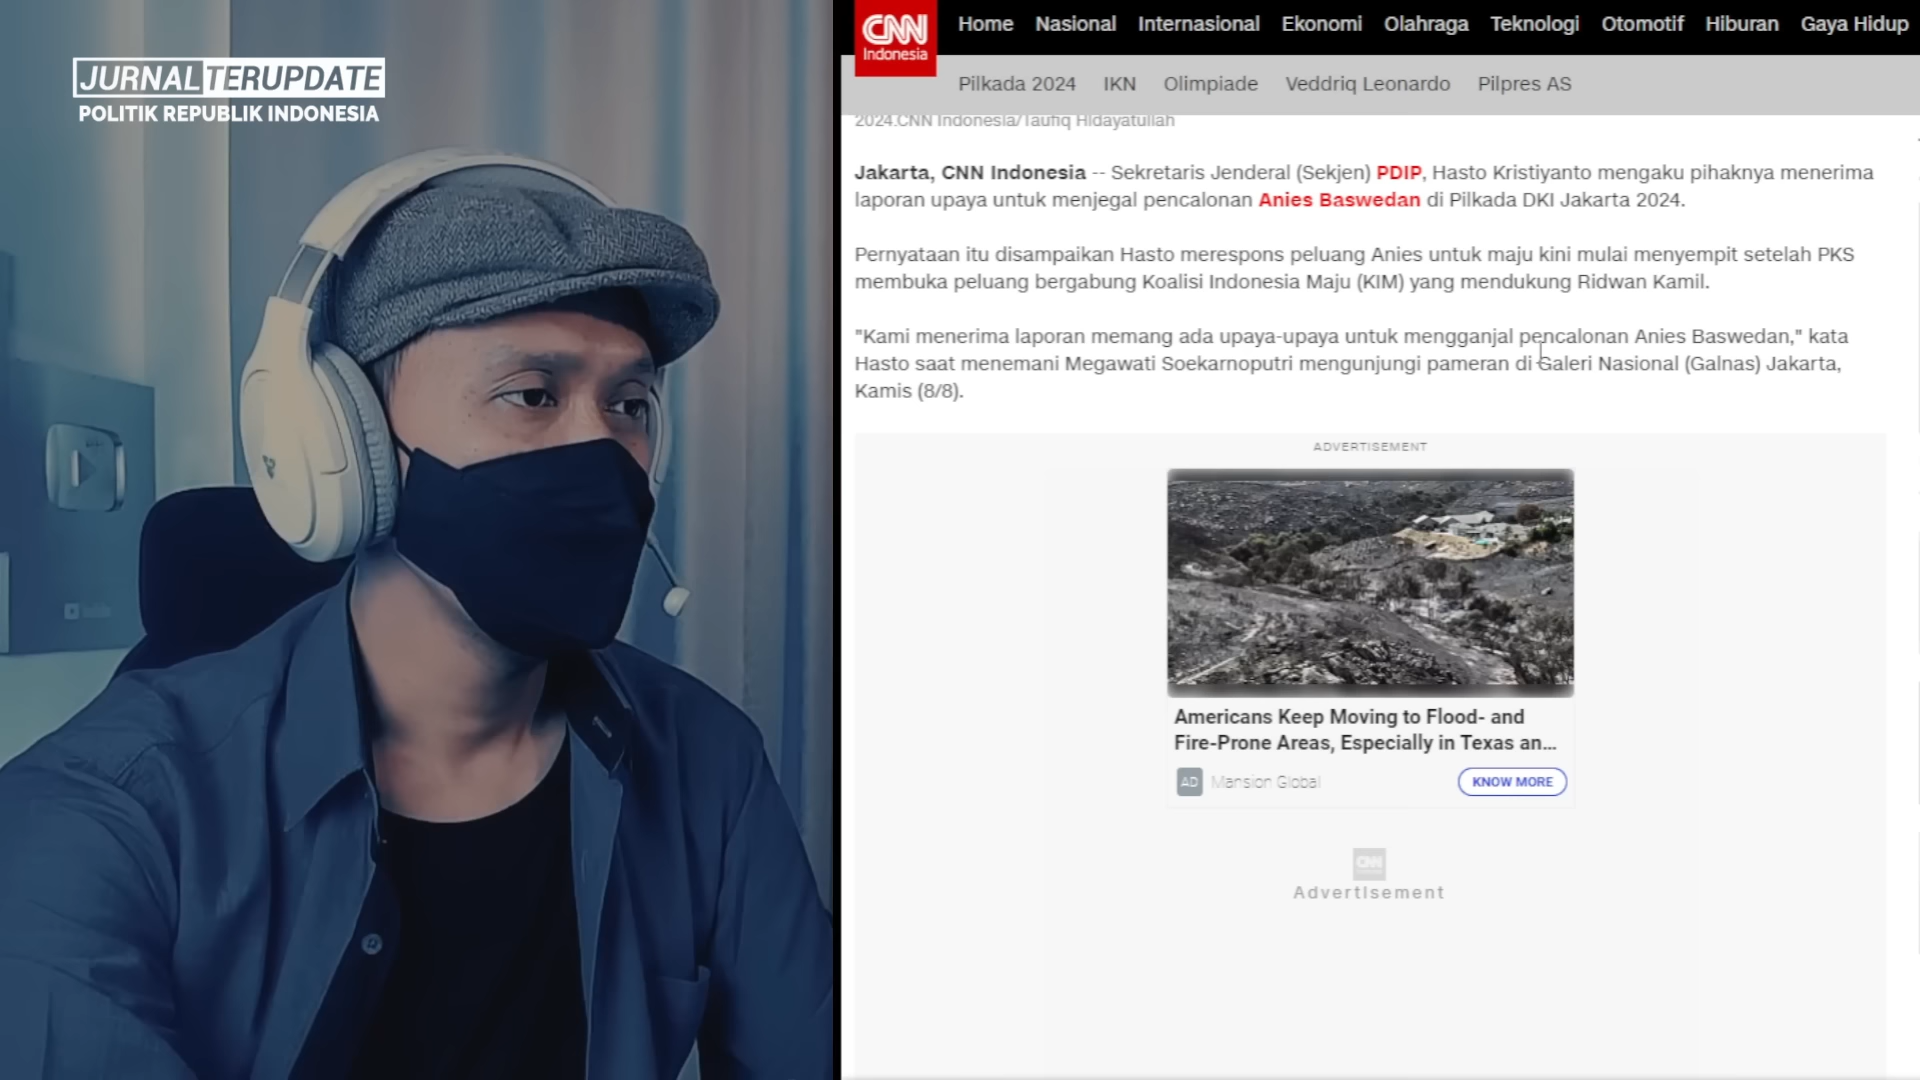 JURNALTERUPDATE
POLITIK REPUBLIK INDONESIA
CNN
Indonesia
Home Nasional Internasional Ekonomi Olahraga Teknologi Otomotif Hiburan Gaya Hidup
Pilkada 2024 IKN Olimpiade Veddriq Leonardo Pilpres AS
2024.CNN Indonesia/Taufiq Hidayatullah
Jakarta, CNN Indonesia -- Sekretaris Jenderal (Sekjen) PDIP, Hasto Kristiyanto mengaku pihaknya menerima
laporan upaya untuk menjegal pencalonan Anies Baswedan di Pilkada DKI Jakarta 2024.
Pernyataan itu disampaikan Hasto merespons peluang Anies untuk maju kini mulai menyempit setelah PKS
membuka peluang bergabung Koalisi Indonesia Maju (KIM) yang mendukung Ridwan Kamil.
"Kami menerima laporan memang ada upaya-upaya untuk mengganjal pencalonan Anies Baswedan," kata
Hasto saat menemani Megawati Soekarnoputri mengunjungi pameran di Galeri Nasional (Galnas) Jakarta,
Kamis (8/8).
ADVERTISEMENT
Americans Keep Moving to Flood- and
Fire-Prone Areas, Especially in Texas an...
AD Mansion Global KNOW MORE
CNN
Advertisement